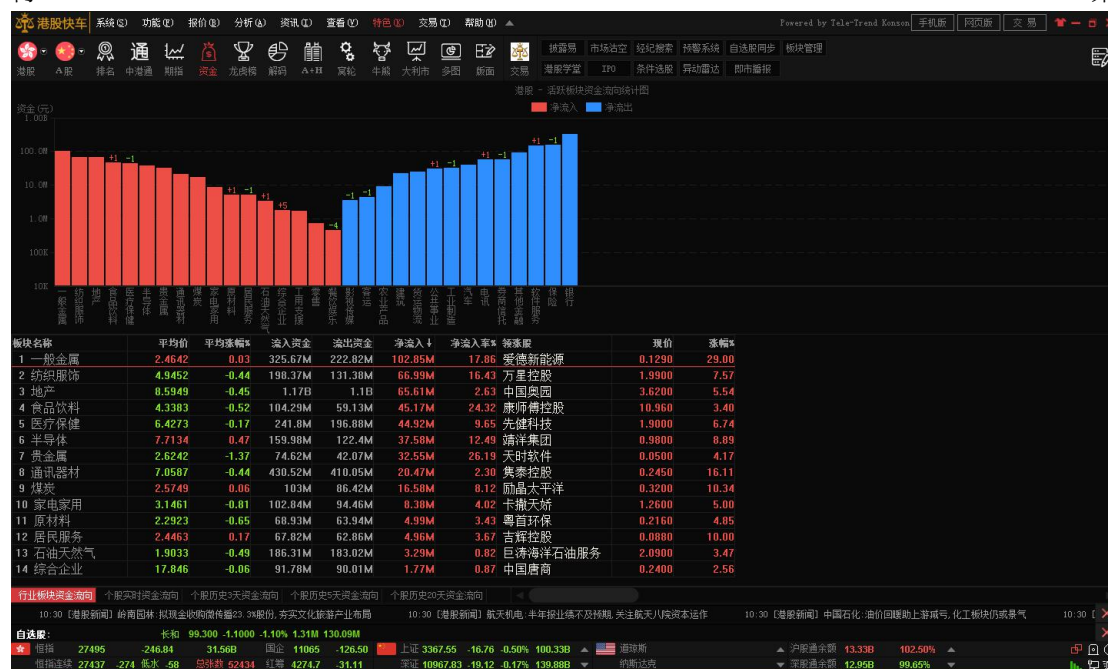 港股快车 系统(S) 功能(F) 报价(B) 分析(A) 资讯(I) 查看(V) 特色(K) 交易(T) 帮助(H) Powered by Tele-Trend Konson 手机版 网页版 交 易
披露易 市场沽空 经纪搜索 预警系统 自选股同步 板块管理
港股 A股 排名 中港通 期指 资金 龙虎榜 解码 A+H 窝轮 牛熊 大利市 多图 版面 交易 港股学堂 IPO 条件选股 异动雷达 即市播报
港股 - 活跃板块资金流向统计图
资金(元) 净流入 净流出
1.00B
100.0M
10.0M
1.0M
100K
10K
+1 -1 +1 -1 +1 +5 -4 -1 -1 +1 -1 +1 -1 +1 -1
一般金属 纺织服饰 地产 食品饮料 医疗保健 半导体 贵金属 通讯器材 煤炭 家电家用 原材料 居民服务 石油天然气 综合企业 工用支援 零售 餐饮娱乐 影视传媒 客运 农业产品 建筑 货运物流 公共事业 工业制造 汽车 电讯 券商信托 其他金融 软件服务 保险 银行
板块名称 平均价 平均涨幅% 流入资金 流出资金 净流入↓ 净流入率% 领涨股 现价 涨幅%
1 一般金属 2.4642 0.03 325.67M 222.82M 102.85M 17.86 爱德新能源 0.1290 29.00
2 纺织服饰 4.9452 -0.44 198.37M 131.38M 66.99M 16.43 万星控股 1.9900 7.57
3 地产 8.5949 -0.45 1.17B 1.1B 65.61M 2.63 中国奥园 3.6200 5.54
4 食品饮料 4.3383 -0.52 104.29M 59.13M 45.17M 24.32 康师傅控股 10.960 3.40
5 医疗保健 6.4273 -0.17 241.8M 196.88M 44.92M 9.65 先健科技 1.9000 6.74
6 半导体 7.7134 0.47 159.98M 122.4M 37.58M 12.49 靖洋集团 0.9800 8.89
7 贵金属 2.6242 -1.37 74.62M 42.07M 32.55M 26.19 天时软件 0.0500 4.17
8 通讯器材 7.0587 -0.44 430.52M 410.05M 20.47M 2.30 隽泰控股 0.2450 16.11
9 煤炭 2.5749 0.06 103M 86.42M 16.58M 8.12 励晶太平洋 0.3200 10.34
10 家电家用 3.1461 -0.81 102.84M 94.46M 8.38M 4.02 卡撒天娇 1.2600 5.00
11 原材料 2.2923 -0.65 68.93M 63.94M 4.99M 3.43 粤首环保 0.2160 4.85
12 居民服务 2.4463 0.17 67.82M 62.86M 4.96M 3.67 吉辉控股 0.0880 10.00
13 石油天然气 1.9033 -0.49 186.31M 183.02M 3.29M 0.82 巨涛海洋石油服务 2.0900 3.47
14 综合企业 17.846 -0.06 91.78M 90.01M 1.77M 0.87 中国唐商 0.2400 2.56
行业板块资金流向 个股实时资金流向 个股历史3天资金流向 个股历史5天资金流向 个股历史20天资金流向
10:30 [港股新闻] 岭南园林:拟现金收购微传播23.3%股份,夯实文化旅游产业布局 10:30 [港股新闻] 航天机电:半年报业绩不及预期,关注航天八院资本运作 10:30 [港股新闻] 中国石化:油价回暖助上游减亏,化工板块仍或景气 10:30 [
自选股: 长和 99.300 -1.1000 -1.10% 1.31M 130.09M
恒指 27495 -246.84 31.56B 国企 11065 -126.50 上证 3367.55 -16.76 -0.50% 100.33B 道琼斯 沪股通余额 13.33B 102.50%
恒指连续 27437 -274 低水 -58 总张数 52434 红筹 4274.7 -31.11 深证 10967.83 -19.12 -0.17% 139.88B 纳斯达克 深股通余额 12.95B 99.65%